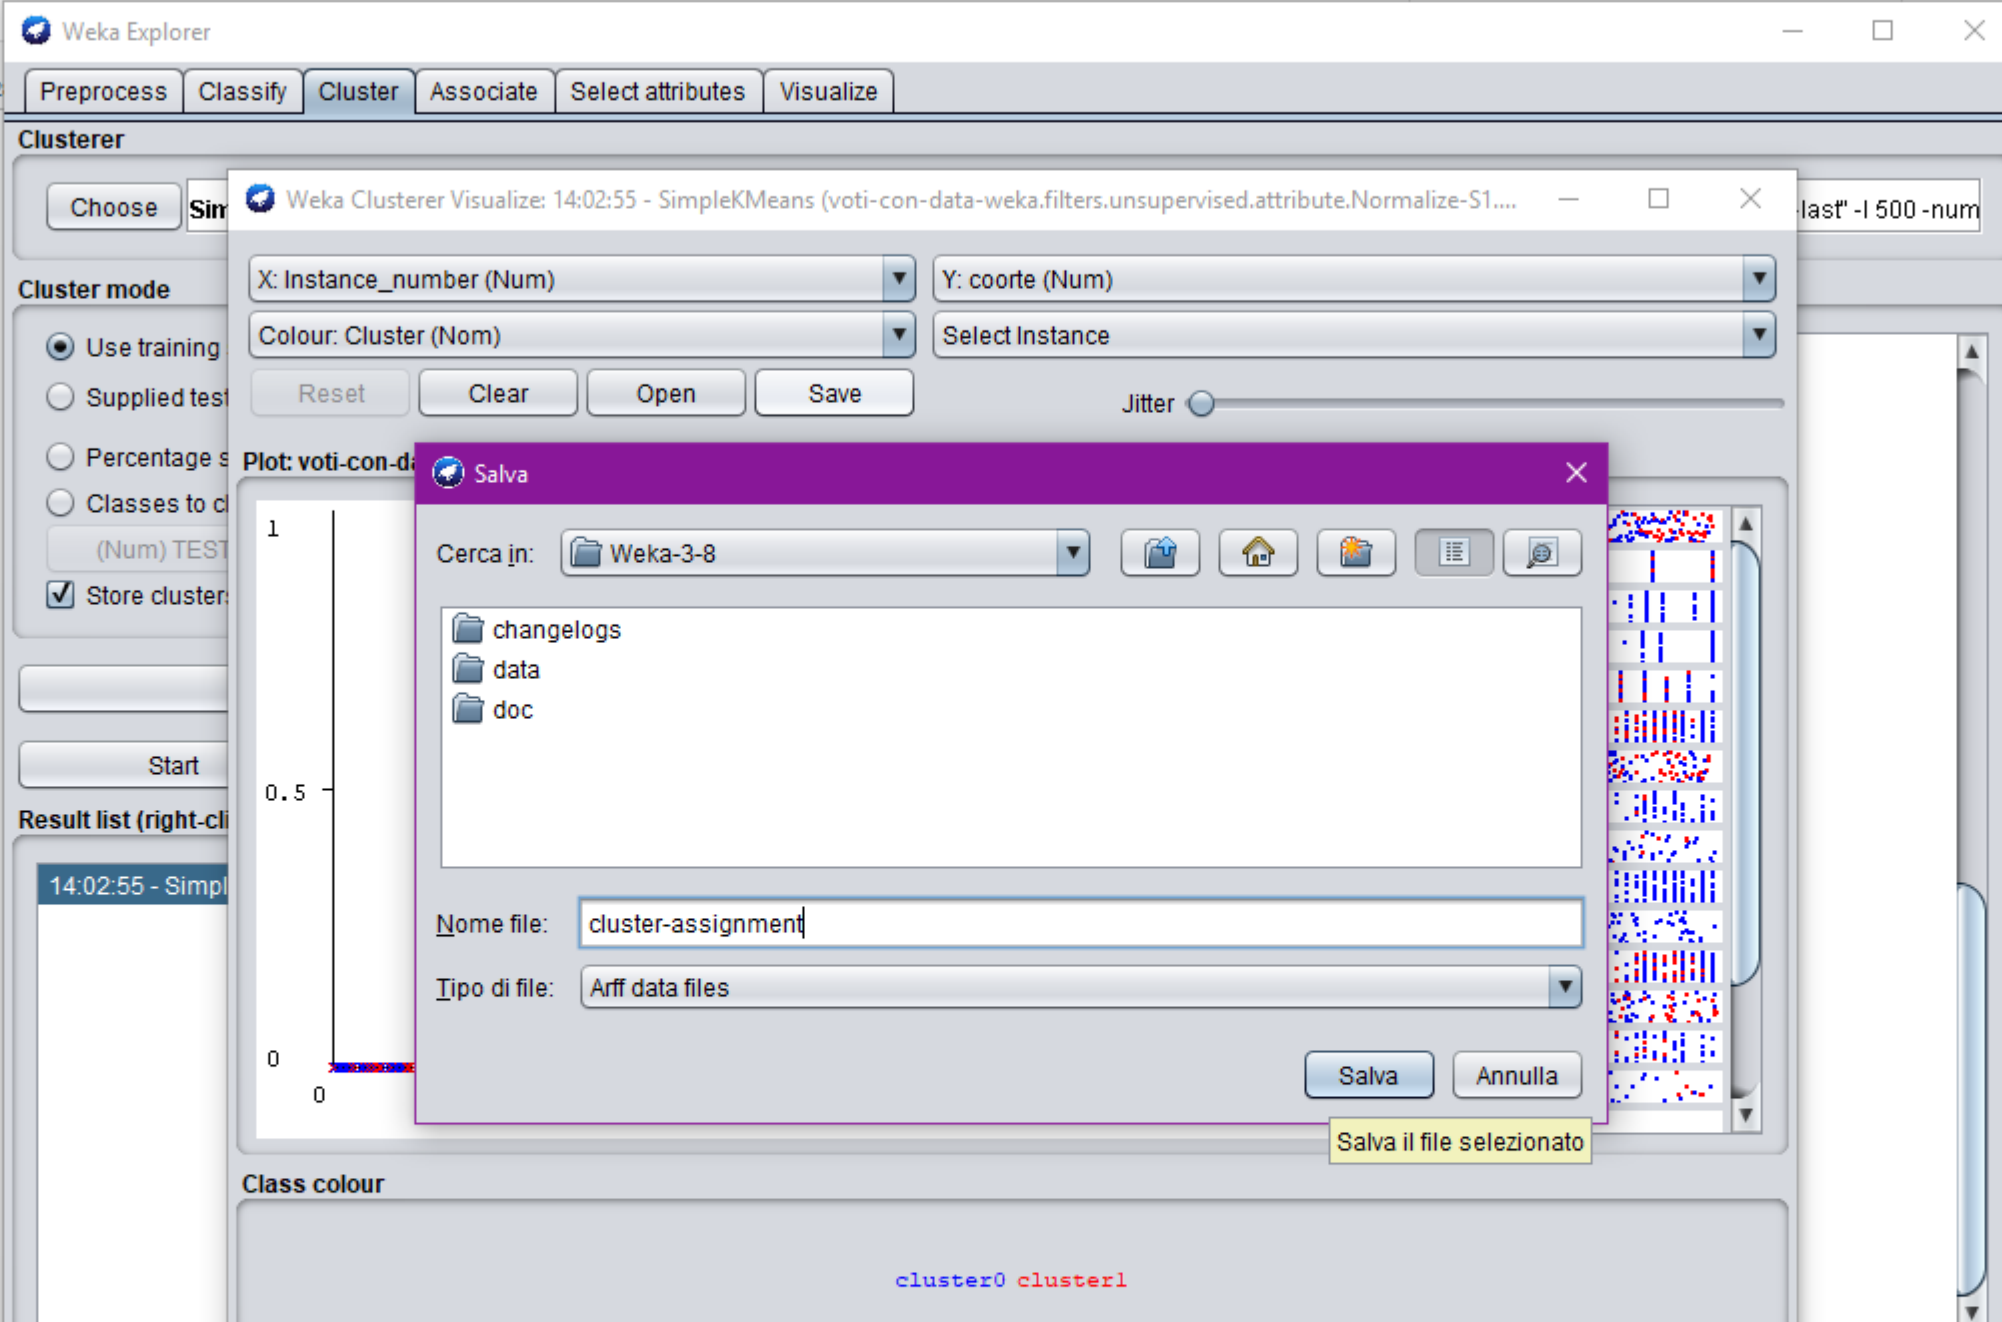 Weka Explorer
Preprocess Classify Cluster Associate Select attributes Visualize
Clusterer
Choose Sim
-last" -I 500 -num
Weka Clusterer Visualize: 14:02:55 - SimpleKMeans (voti-con-data-weka.filters.unsupervised.attribute.Normalize-S1....
Cluster mode
Use training
Supplied test
Percentage s
Classes to cl
(Num) TEST
Store clusters
Start
Result list (right-cli
14:02:55 - Simpl
X: Instance_number (Num) Y: coorte (Num)
Colour: Cluster (Nom) Select Instance
Reset Clear Open Save Jitter
Plot: voti-con-da
1
0.5
0
0
Salva
Cerca in: Weka-3-8
changelogs
data
doc
Nome file: cluster-assignment
Tipo di file: Arff data files
Salva Annulla
Salva il file selezionato
Class colour
cluster0 cluster1